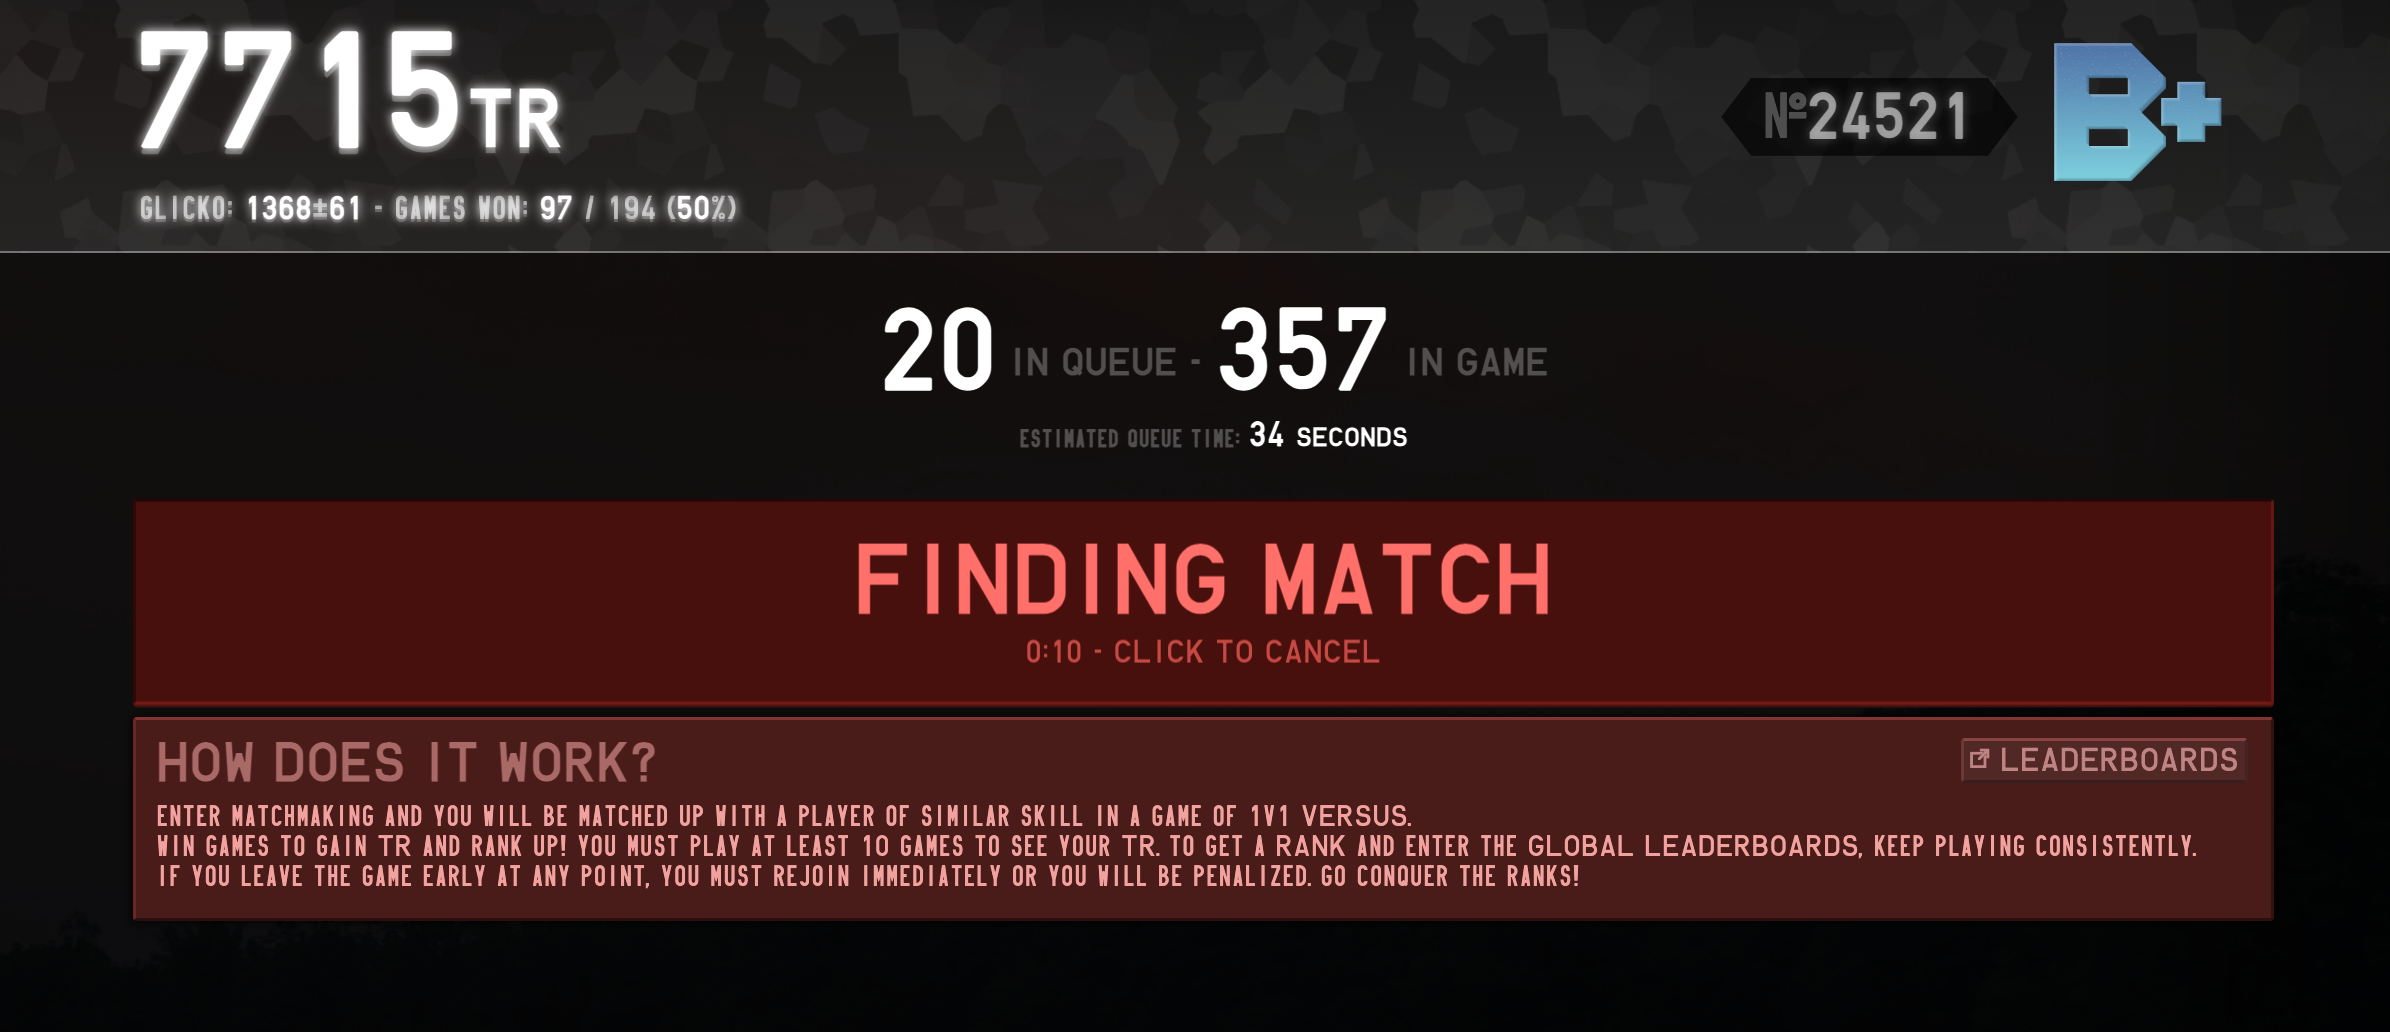 7715TR
№24521
B+
GLICKO: 1368±61 - GAMES WON: 97 / 194 (50%)
20 IN QUEUE - 357 IN GAME
ESTIMATED QUEUE TIME: 34 SECONDS
FINDING MATCH
0:10 - CLICK TO CANCEL
HOW DOES IT WORK?
LEADERBOARDS
ENTER MATCHMAKING AND YOU WILL BE MATCHED UP WITH A PLAYER OF SIMILAR SKILL IN A GAME OF 1V1 VERSUS.
WIN GAMES TO GAIN TR AND RANK UP! YOU MUST PLAY AT LEAST 10 GAMES TO SEE YOUR TR. TO GET A RANK AND ENTER THE GLOBAL LEADERBOARDS, KEEP PLAYING CONSISTENTLY.
IF YOU LEAVE THE GAME EARLY AT ANY POINT, YOU MUST REJOIN IMMEDIATELY OR YOU WILL BE PENALIZED. GO CONQUER THE RANKS!